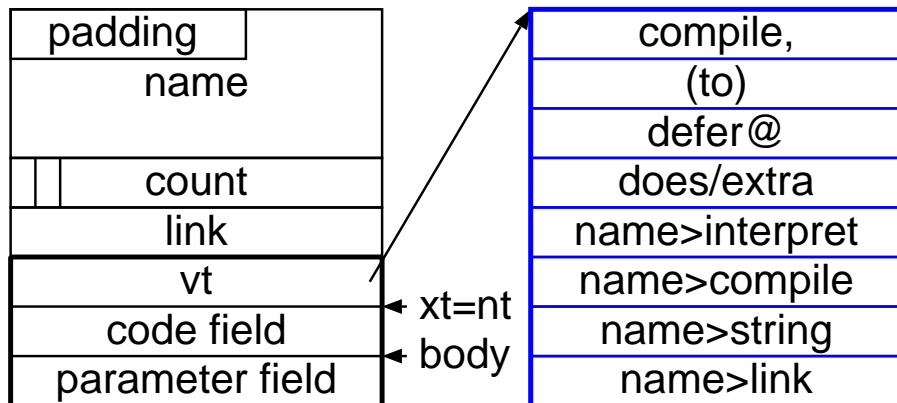 padding
name
count
link
vt
code field
parameter field
xt=nt
body
compile,
(to)
defer@
does/extra
name>interpret
name>compile
name>string
name>link